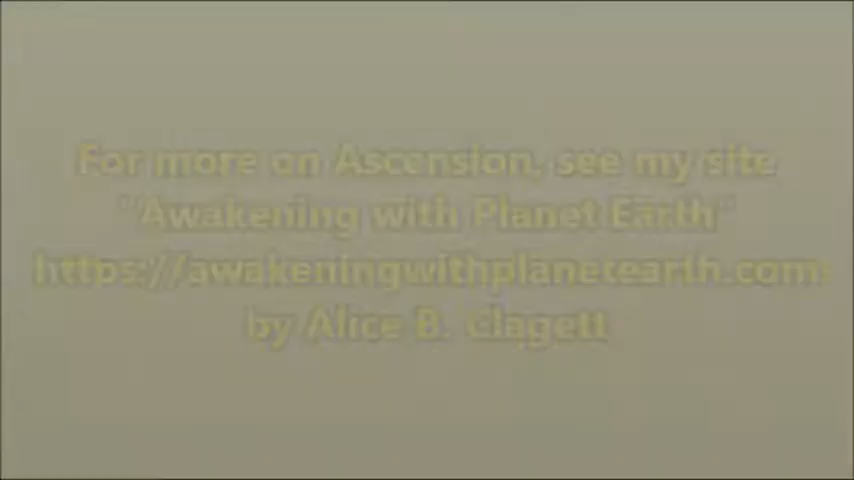 For more on Ascension, see my site
"Awakening with Planet Earth"
https://awakeningwithplanetearth.com
by Alice B. Clagett